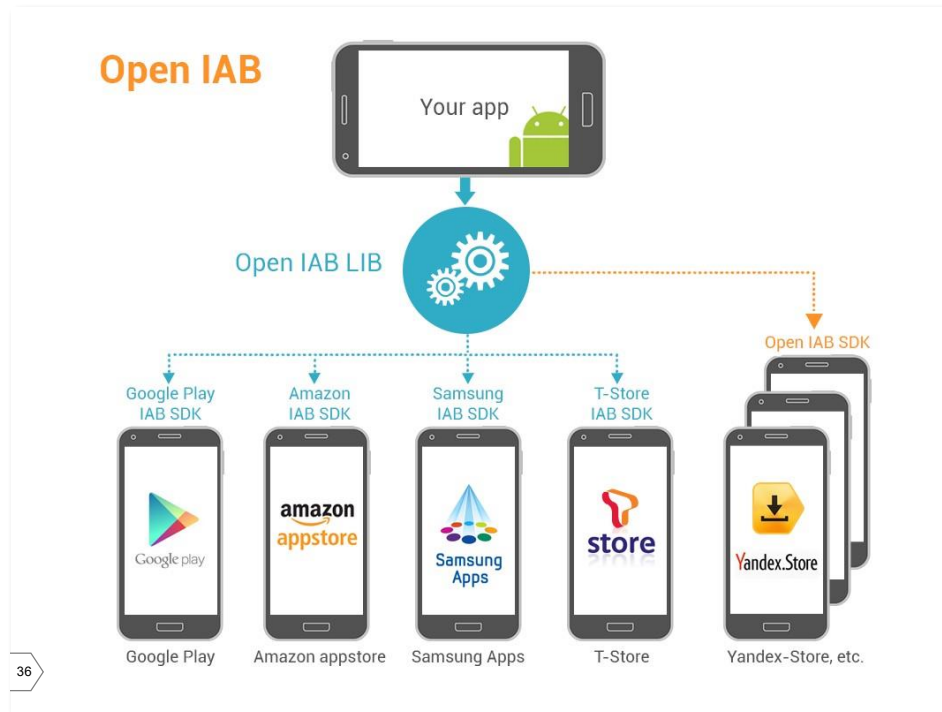 Open IAB
Your app
Open IAB LIB
Open IAB SDK
Google Play
IAB SDK
Amazon
IAB SDK
Samsung
IAB SDK
T-Store
IAB SDK
Google play
amazon
appstore
Samsung
Apps
T
store
Yandex.Store
Google Play
Amazon appstore
Samsung Apps
T-Store
Yandex-Store, etc.
36